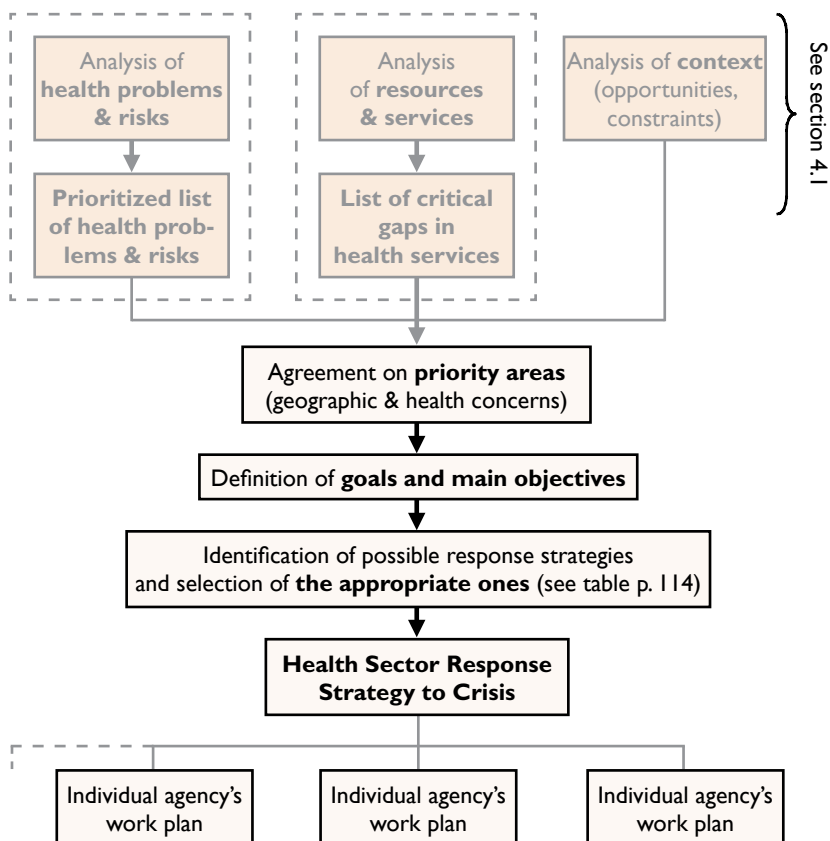 Analysis of
health problems
& risks
Analysis
of resources
& services
Analysis of context
(opportunities,
constraints)
See section 4.1
Prioritized list
of health prob-
lems & risks
List of critical
gaps in
health services
Agreement on priority areas
(geographic & health concerns)
Definition of goals and main objectives
Identification of possible response strategies
and selection of the appropriate ones (see table p. 114)
Health Sector Response
Strategy to Crisis
Individual agency's
work plan
Individual agency's
work plan
Individual agency's
work plan